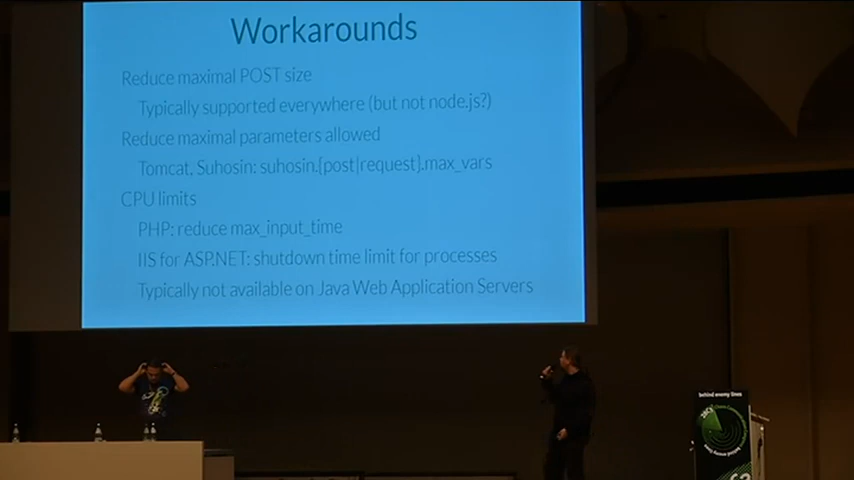 Workarounds
Reduce maximal POST size
Typically supported everywhere (but not node.js?)
Reduce maximal parameters allowed
Tomcat, Suhosin: suhosin.{post|request}.max_vars
CPU limits
PHP: reduce max_input_time
IIS for ASP.NET: shutdown time limit for processes
Typically not available on Java Web Application Servers
behind enemy lines